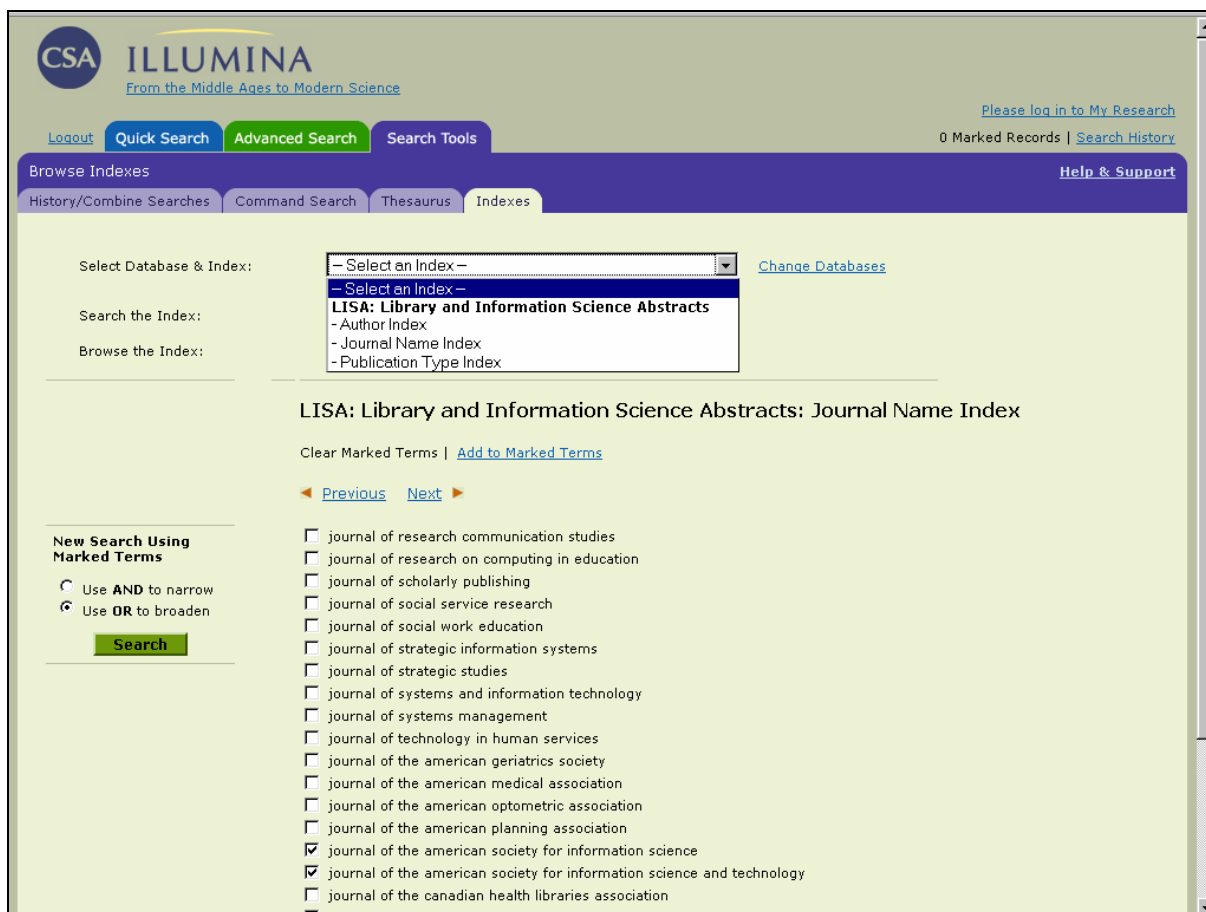 CSA ILLUMINA
From the Middle Ages to Modern Science
Please log in to My Research
Logout Quick Search Advanced Search Search Tools 0 Marked Records | Search History
Browse Indexes Help & Support
History/Combine Searches Command Search Thesaurus Indexes
Select Database & Index: – Select an Index – Change Databases
– Select an Index –
LISA: Library and Information Science Abstracts
Search the Index:
- Author Index
- Journal Name Index
Browse the Index:
- Publication Type Index
LISA: Library and Information Science Abstracts: Journal Name Index
Clear Marked Terms | Add to Marked Terms
Previous Next
New Search Using
Marked Terms
Use AND to narrow
Use OR to broaden
Search
journal of research communication studies
journal of research on computing in education
journal of scholarly publishing
journal of social service research
journal of social work education
journal of strategic information systems
journal of strategic studies
journal of systems and information technology
journal of systems management
journal of technology in human services
journal of the american geriatrics society
journal of the american medical association
journal of the american optometric association
journal of the american planning association
journal of the american society for information science
journal of the american society for information science and technology
journal of the canadian health libraries association